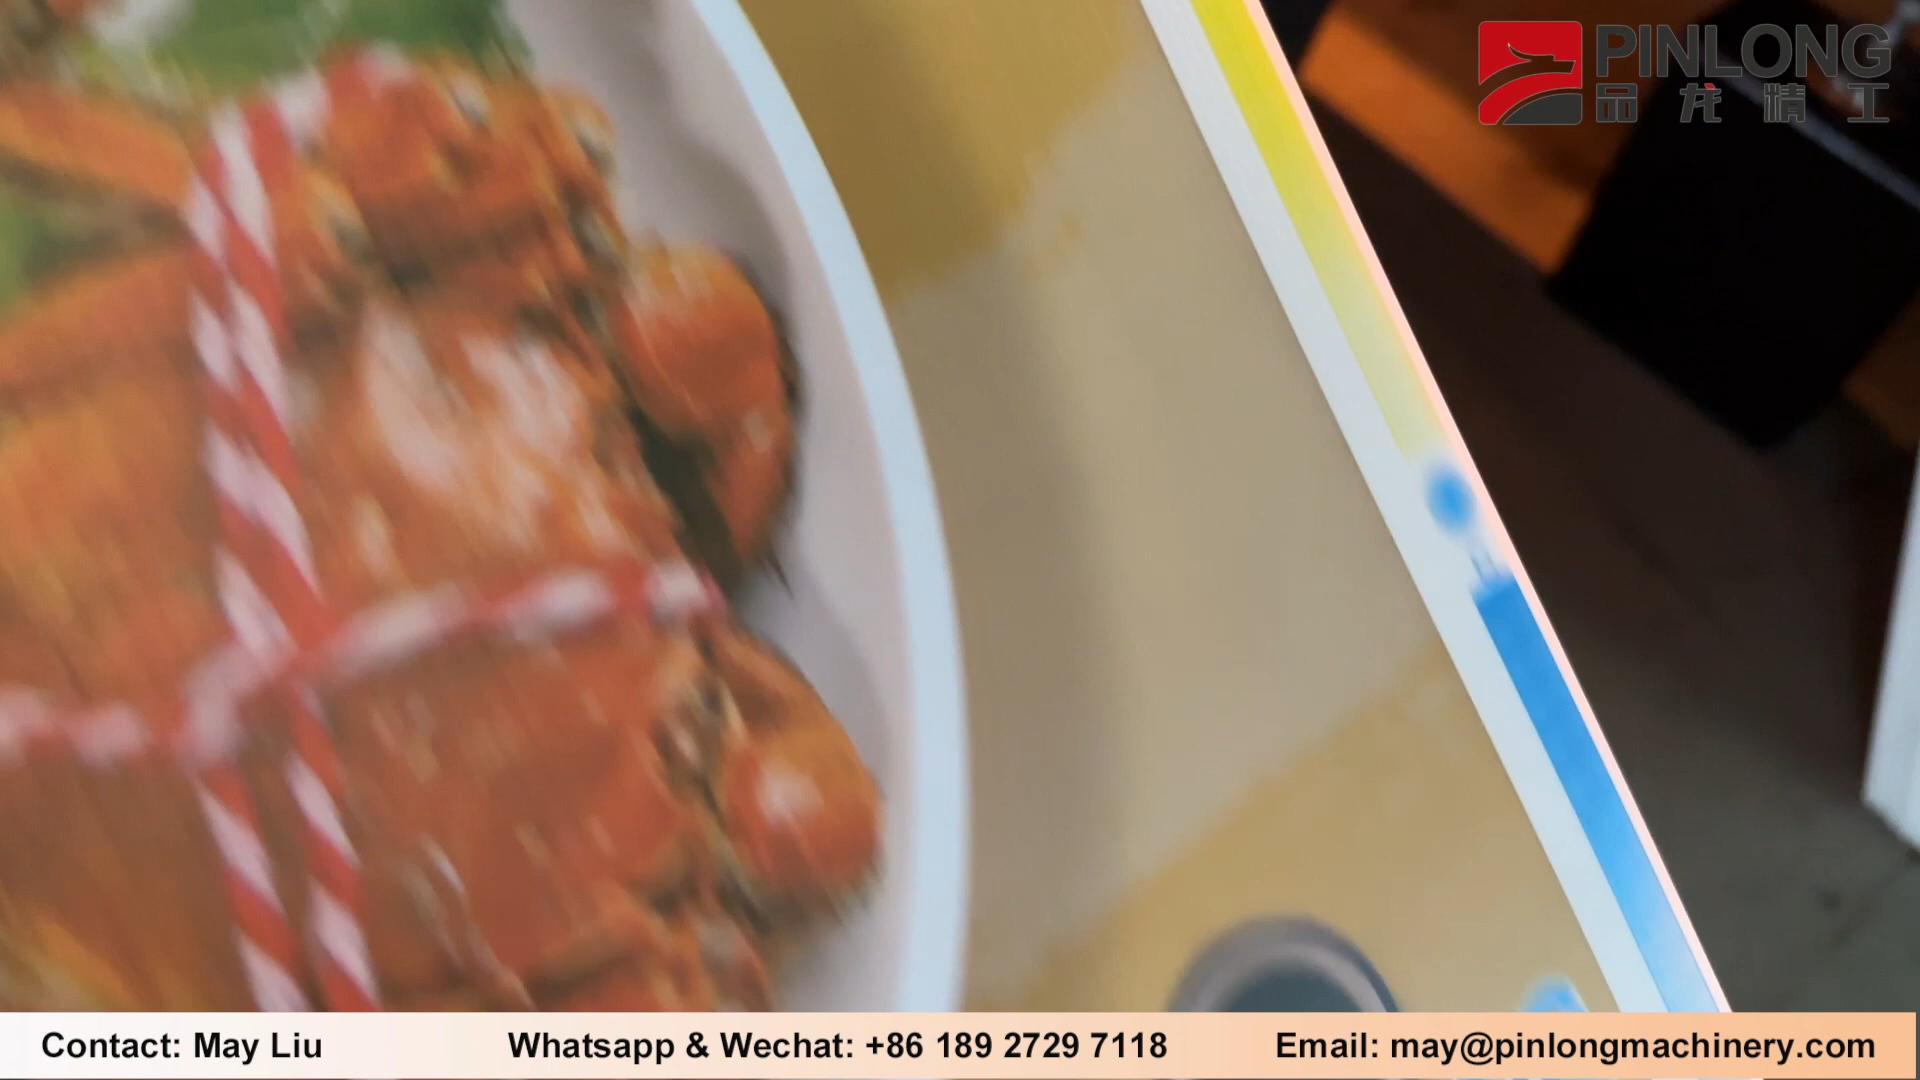 PINLONG
品龙精工
Contact: May Liu
Whatsapp & Wechat: +86 189 2729 7118
Email: may@pinlongmachinery.com